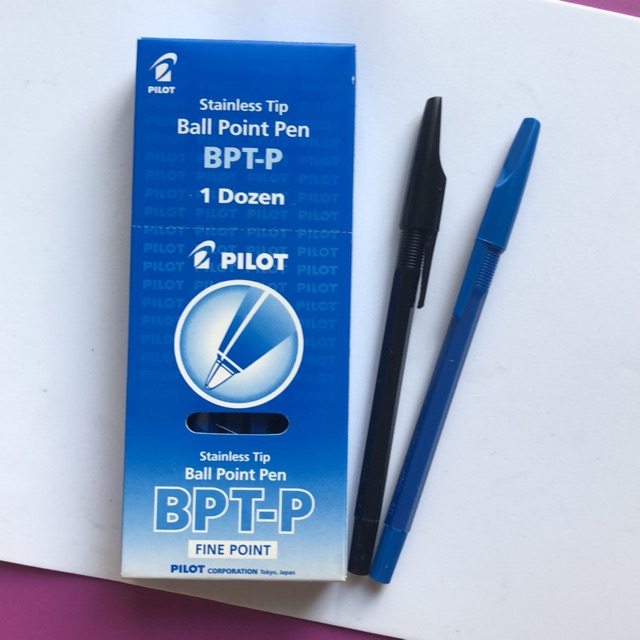 PILOT
Stainless Tip
Ball Point Pen
BPT-P
1 Dozen
PILOT
Stainless Tip
Ball Point Pen
BPT-P
FINE POINT
PILOT CORPORATION Tokyo, Japan